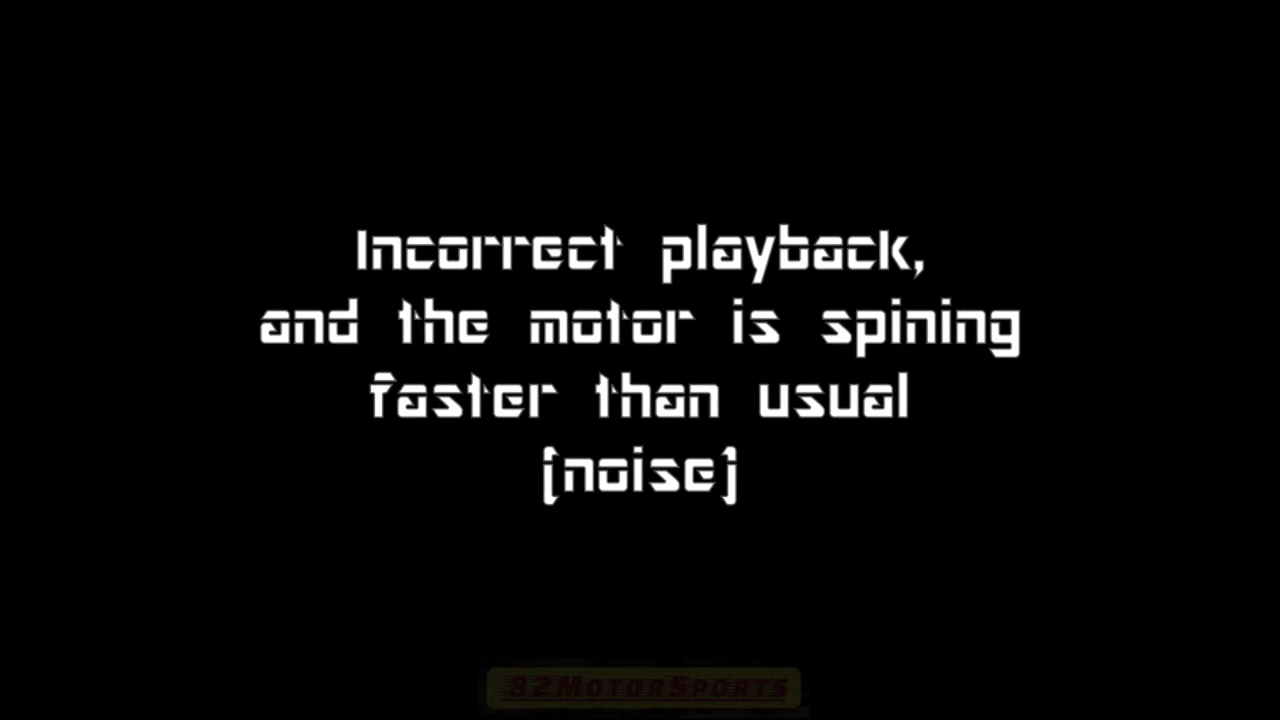 Incorrect playback,
and the motor is spining
faster than usual
(noise)
82MotorSports